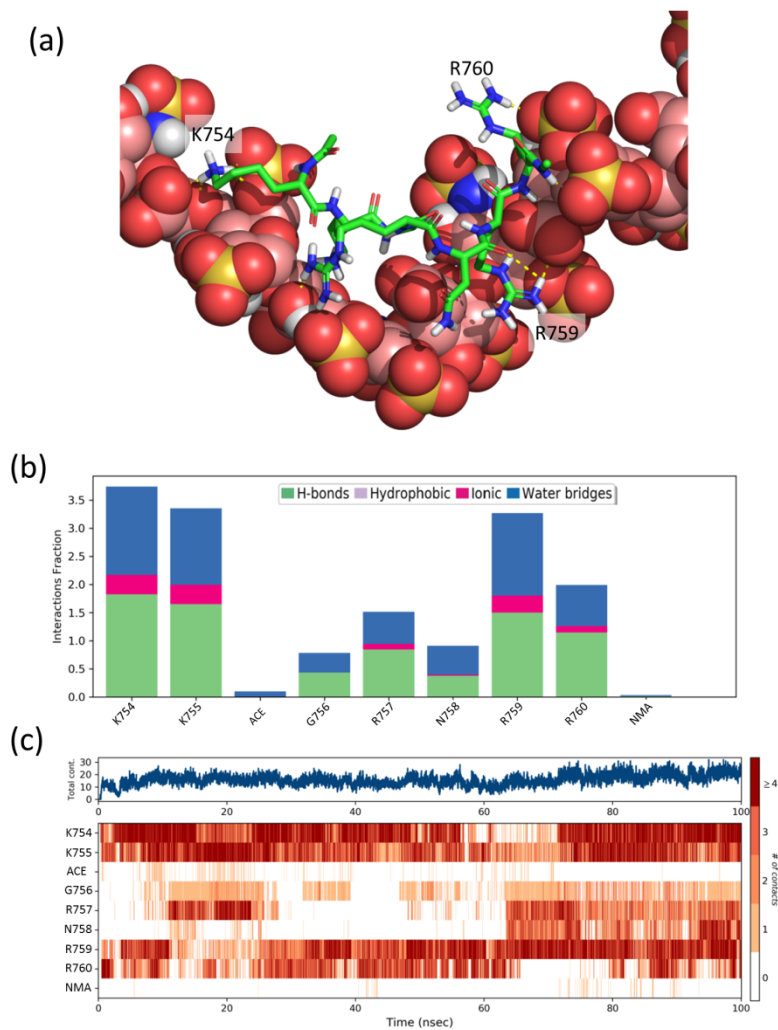 (a)
R760
K754
R759
(b)
H-bonds Hydrophobic Ionic Water bridges
Interactions Fraction
3.5
3.0
2.5
2.0
1.5
1.0
0.5
0.0
K754 K755 ACE G756 R757 N758 R759 R760 NMA
(c)
Total cont.
30
20
10
0
0 20 40 60 80 100
K754
K755
ACE
G756
R757
N758
R759
R760
NMA
0 20 40 60 80 100
Time (nsec)
≥4
3
2
1
0
# of contacts